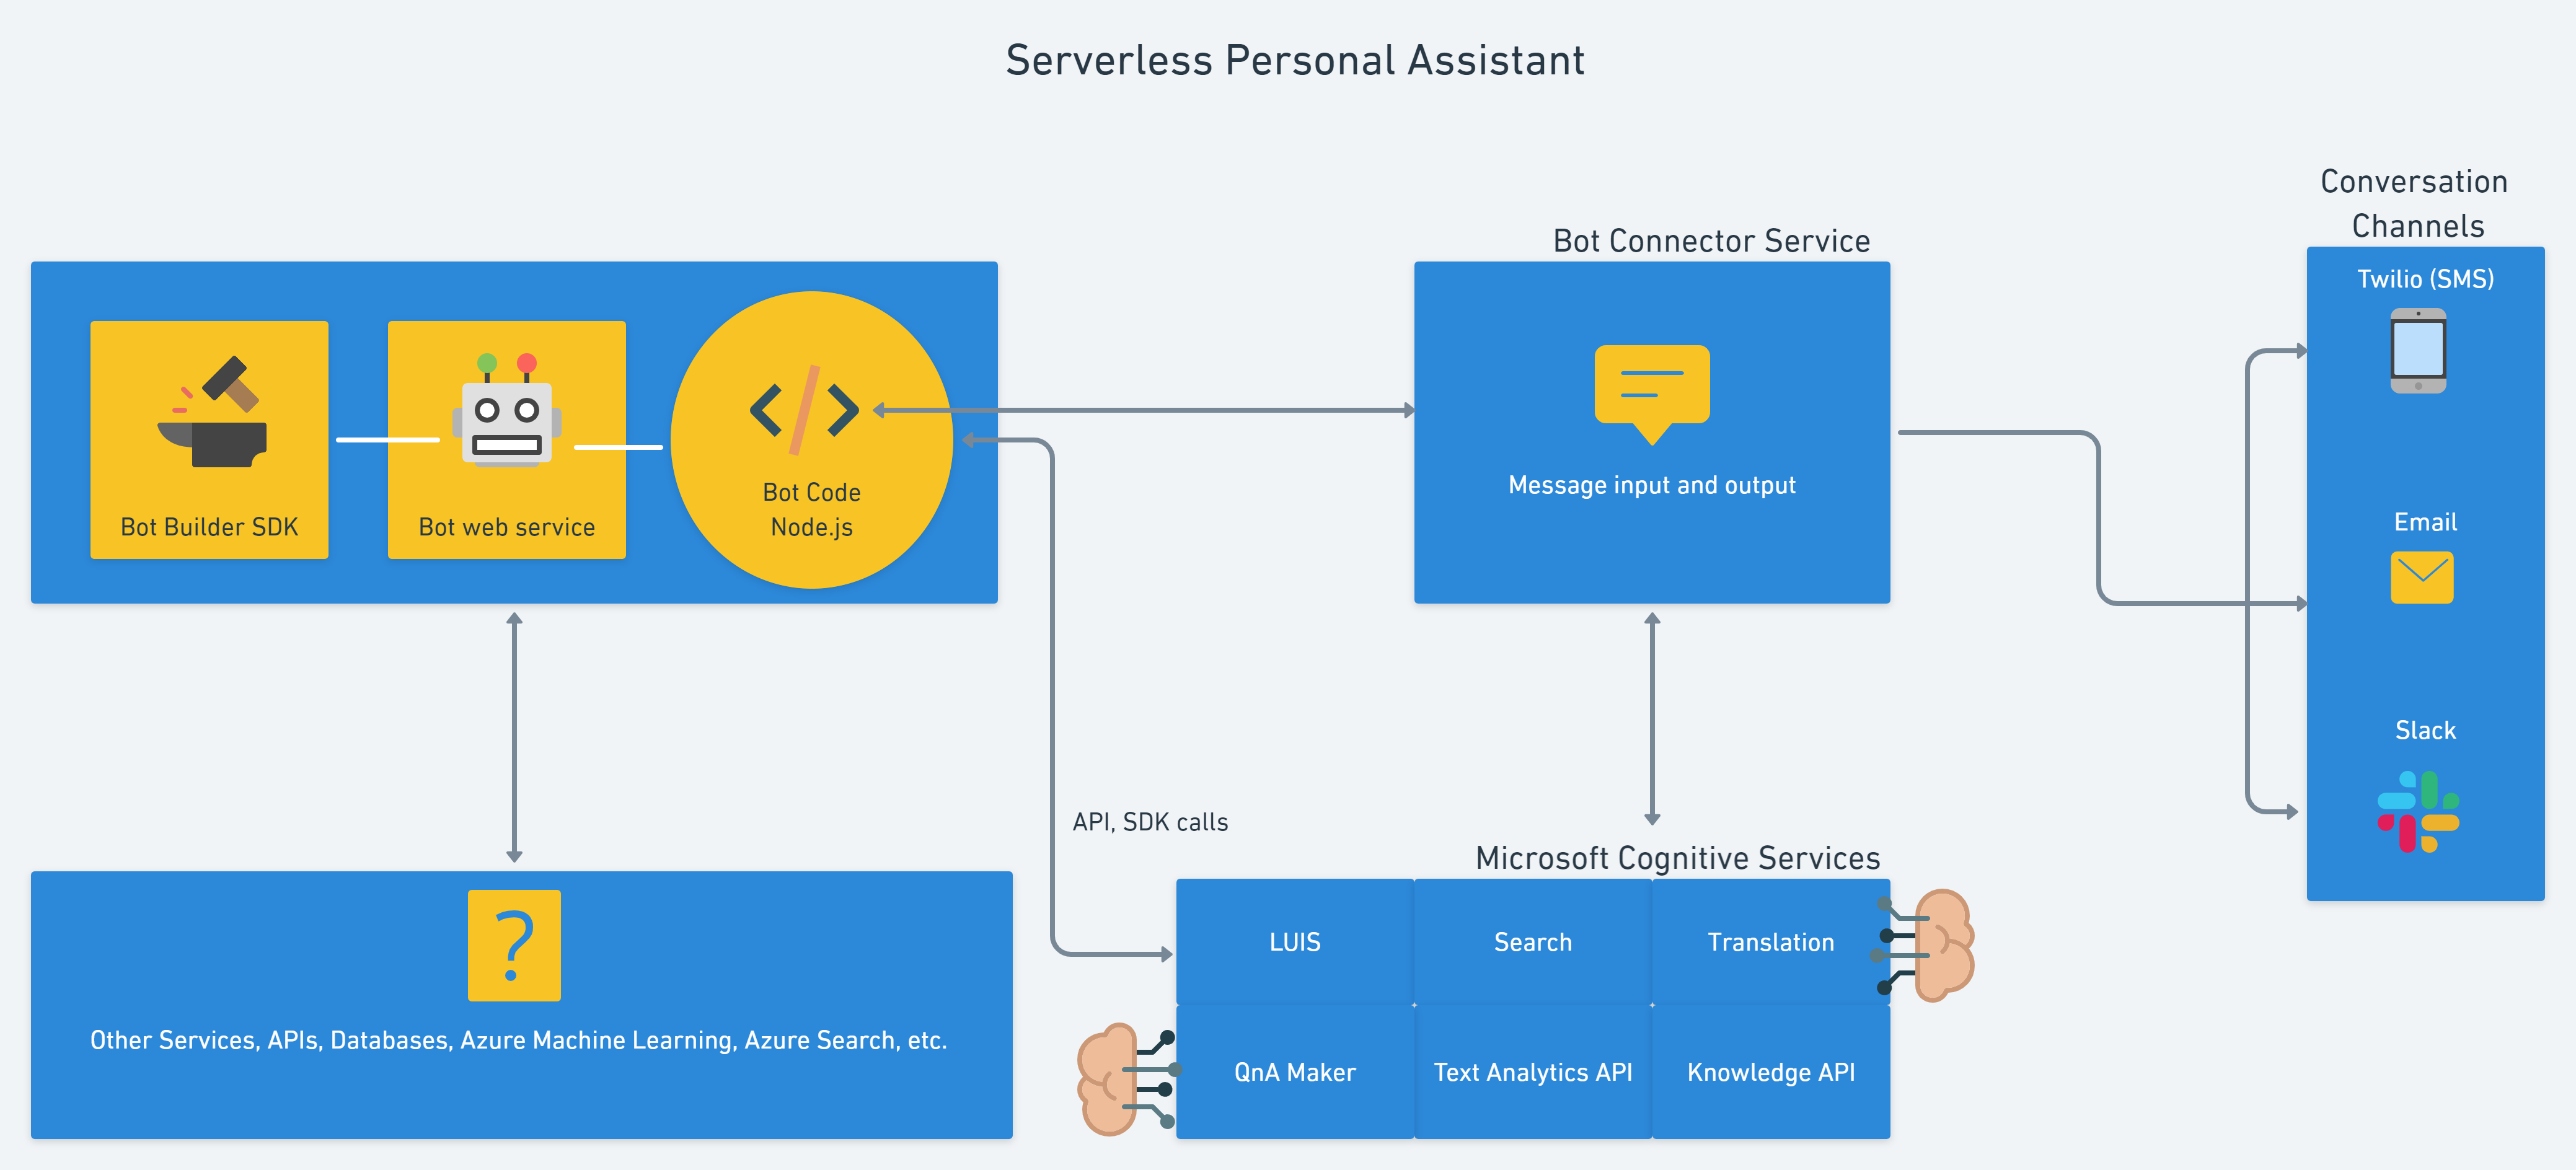 Serverless Personal Assistant
Bot Builder SDK
Bot web service
Bot Code
Node.js
Bot Connector Service
Message input and output
Conversation
Channels
Twilio (SMS)
Email
Slack
API, SDK calls
?
Other Services, APIs, Databases, Azure Machine Learning, Azure Search, etc.
Microsoft Cognitive Services
LUIS
Search
Translation
QnA Maker
Text Analytics API
Knowledge API